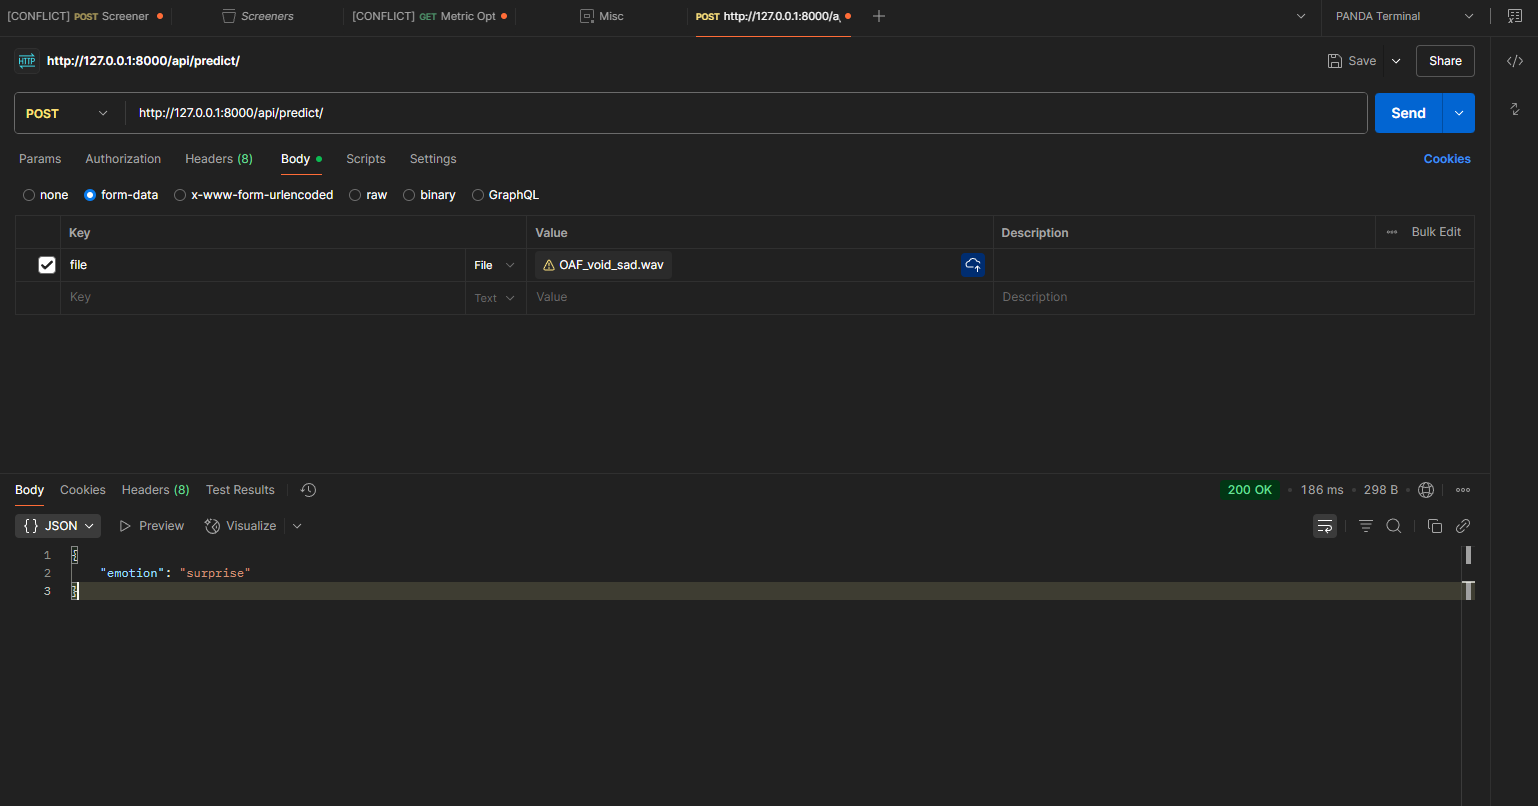 [CONFLICT] POST Screener Screeners [CONFLICT] GET Metric Opt Misc POST http://127.0.0.1:8000/a PANDA Terminal
HTTP http://127.0.0.1:8000/api/predict/ Save Share
POST http://127.0.0.1:8000/api/predict/ Send
Params Authorization Headers (8) Body Scripts Settings Cookies
none form-data x-www-form-urlencoded raw binary GraphQL
Key Value Description Bulk Edit
file File OAF_void_sad.wav
Key Text Value Description
Body Cookies Headers (8) Test Results 200 OK 186 ms 298 B
{} JSON Preview Visualize
1 {
2 "emotion": "surprise"
3 }